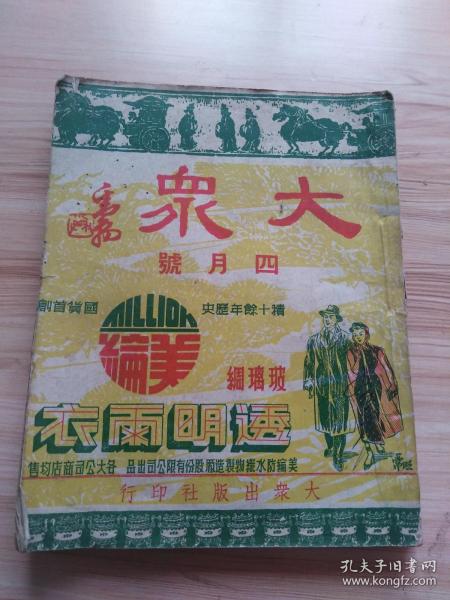 大眾
四月號
積十餘年歷史
國貨首創
MILLION
美綸
玻璃綢
透明雨衣
美綸防水織物製造廠股份有限公司出品 各大公司商店均售
大眾出版社印行
孔夫子旧书网
www.kongfz.com